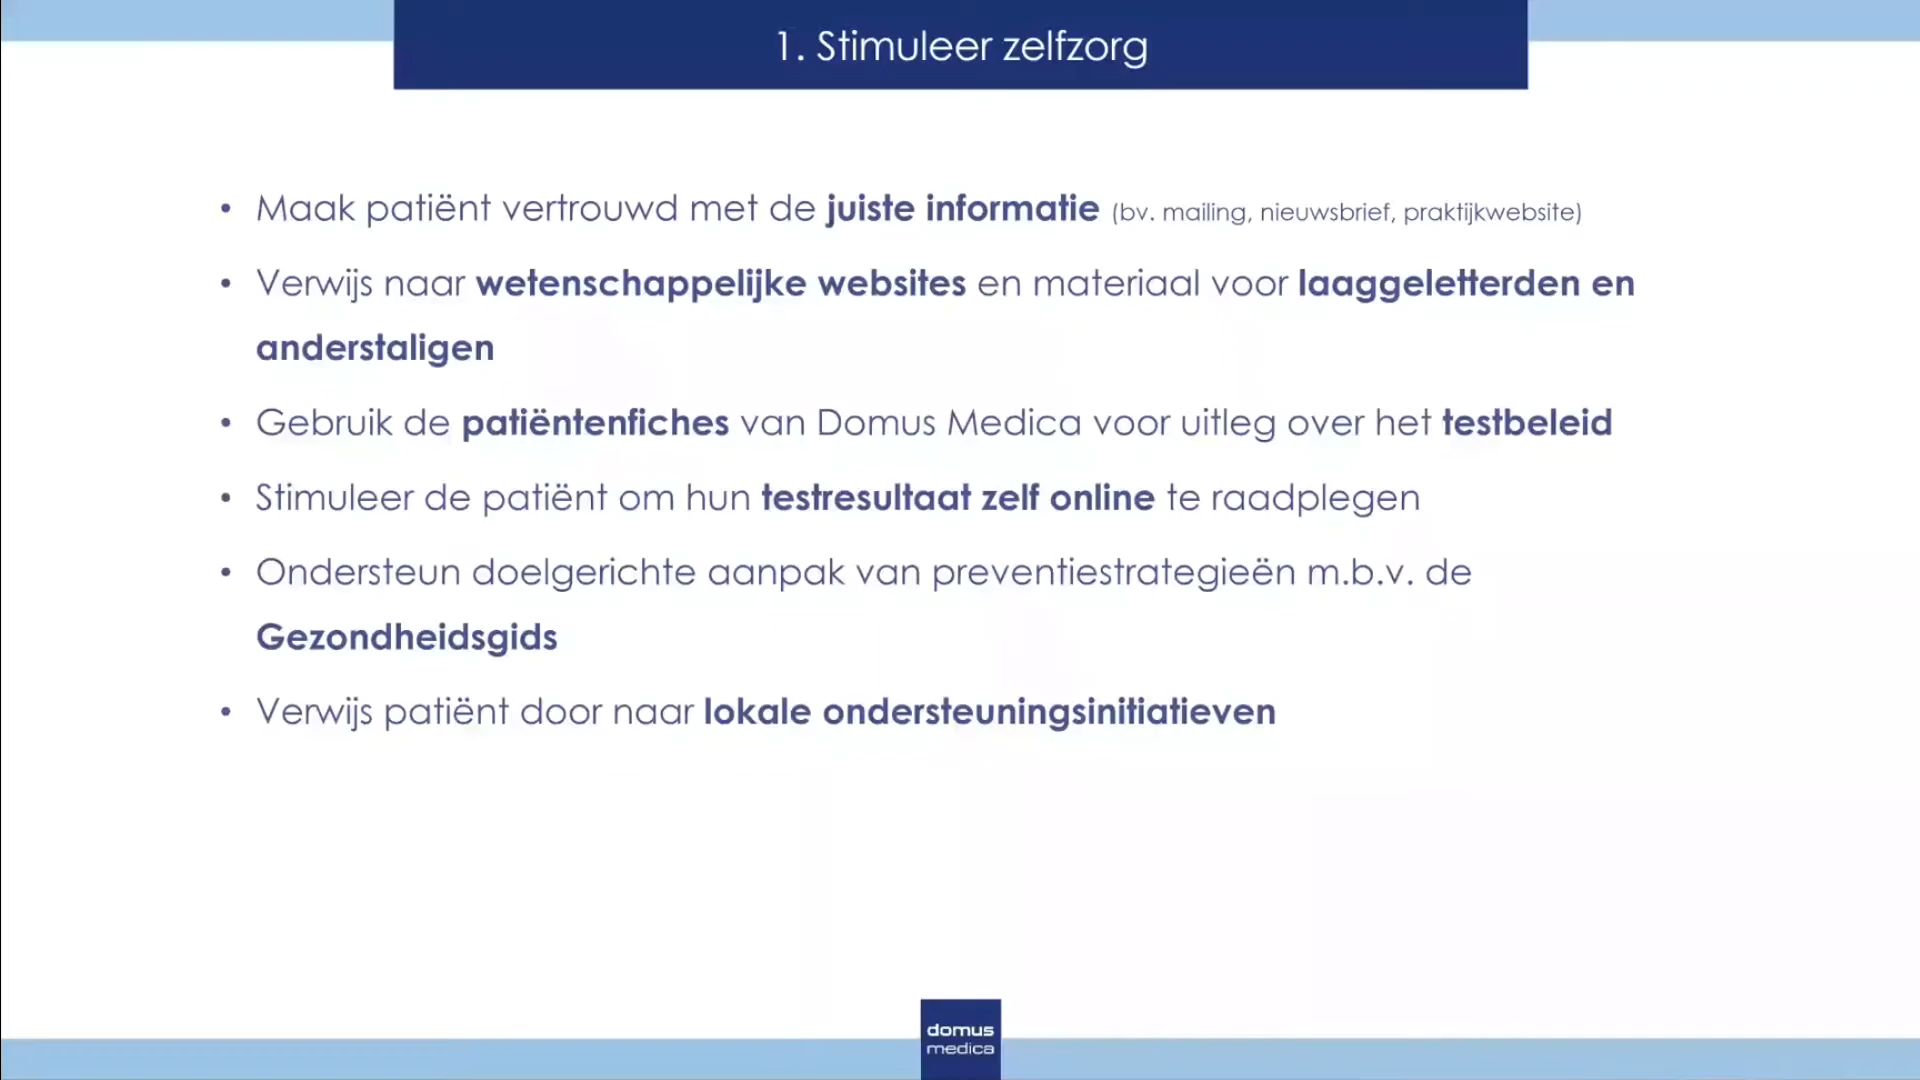 1. Stimuleer zelfzorg
• Maak patiënt vertrouwd met de juiste informatie (bv. mailing, nieuwsbrief, praktijkwebsite)
• Verwijs naar wetenschappelijke websites en materiaal voor laaggeletterden en
anderstaligen
• Gebruik de patiëntenfiches van Domus Medica voor uitleg over het testbeleid
• Stimuleer de patiënt om hun testresultaat zelf online te raadplegen
• Ondersteun doelgerichte aanpak van preventiestrategieën m.b.v. de
Gezondheidsgids
• Verwijs patiënt door naar lokale ondersteuningsinitiatieven
domus
medica